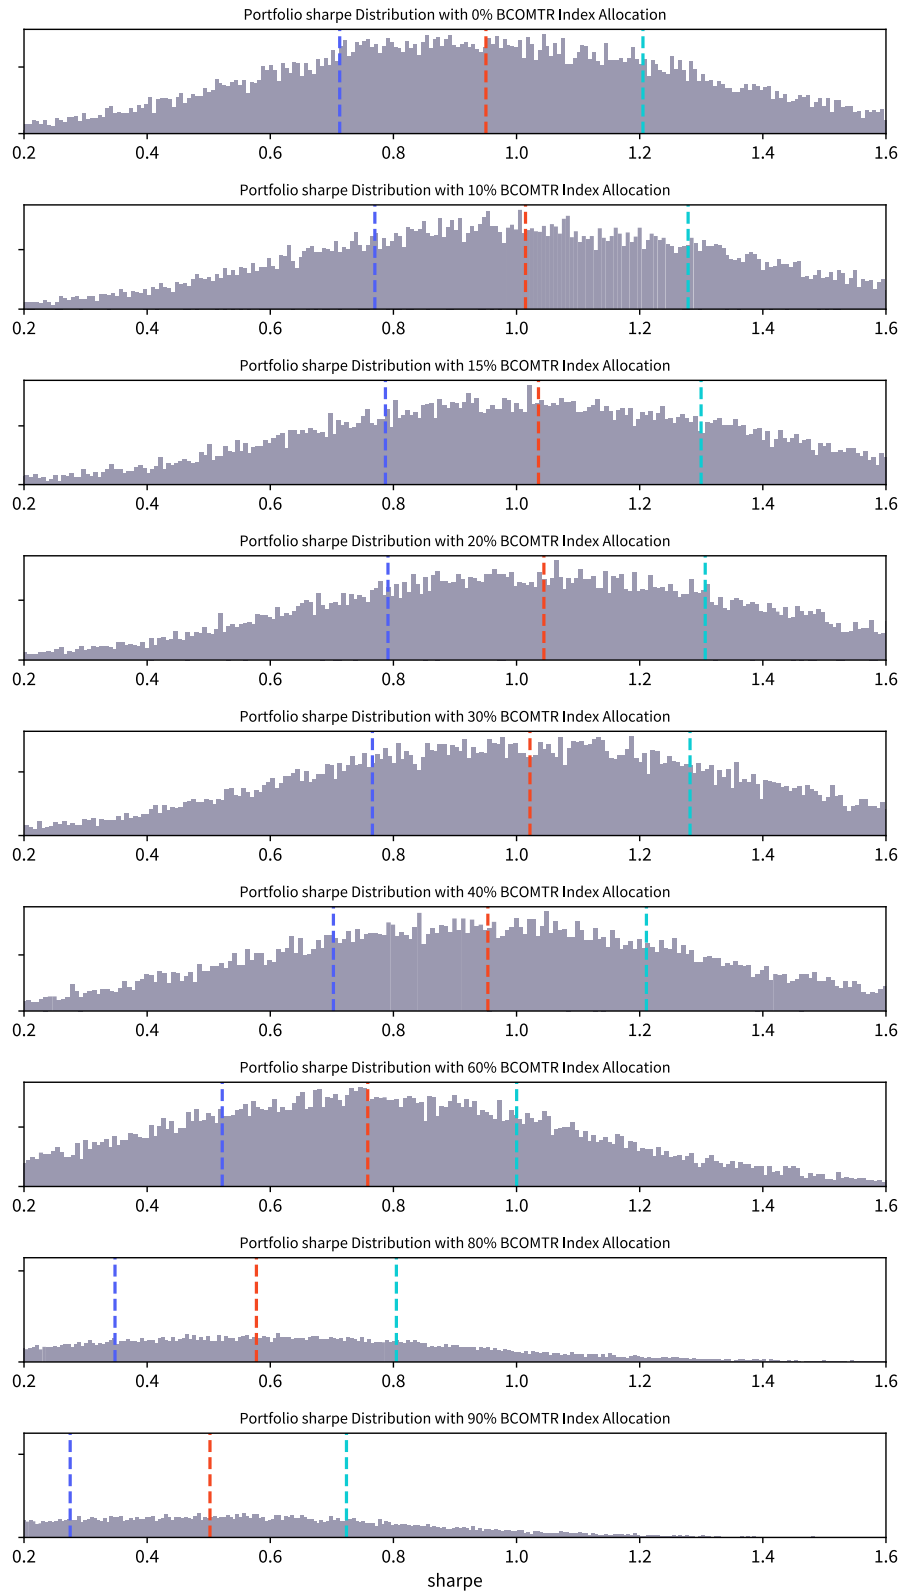 Portfolio sharpe Distribution with 0% BCOMTR Index Allocation
0.2 0.4 0.6 0.8 1.0 1.2 1.4 1.6
Portfolio sharpe Distribution with 10% BCOMTR Index Allocation
0.2 0.4 0.6 0.8 1.0 1.2 1.4 1.6
Portfolio sharpe Distribution with 15% BCOMTR Index Allocation
0.2 0.4 0.6 0.8 1.0 1.2 1.4 1.6
Portfolio sharpe Distribution with 20% BCOMTR Index Allocation
0.2 0.4 0.6 0.8 1.0 1.2 1.4 1.6
Portfolio sharpe Distribution with 30% BCOMTR Index Allocation
0.2 0.4 0.6 0.8 1.0 1.2 1.4 1.6
Portfolio sharpe Distribution with 40% BCOMTR Index Allocation
0.2 0.4 0.6 0.8 1.0 1.2 1.4 1.6
Portfolio sharpe Distribution with 60% BCOMTR Index Allocation
0.2 0.4 0.6 0.8 1.0 1.2 1.4 1.6
Portfolio sharpe Distribution with 80% BCOMTR Index Allocation
0.2 0.4 0.6 0.8 1.0 1.2 1.4 1.6
Portfolio sharpe Distribution with 90% BCOMTR Index Allocation
0.2 0.4 0.6 0.8 1.0 1.2 1.4 1.6
sharpe